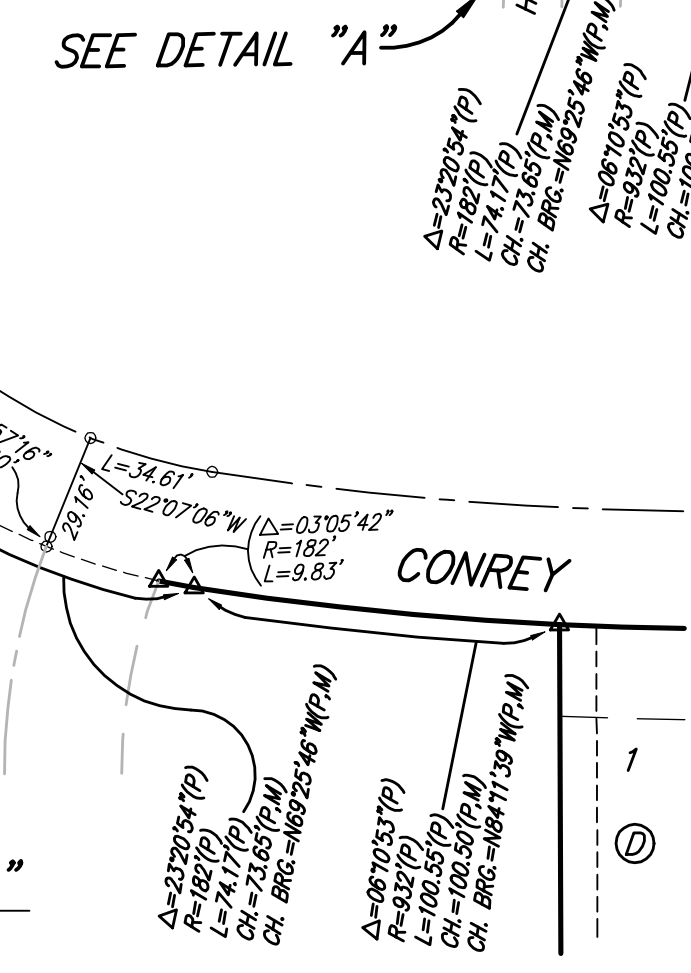 SEE DETAIL "A"
Δ=23°20'54"(P)
R=182'(P)
L=74.17'(P)
CH.=73.65'(P,M)
CH. BRG.=N69°25'46"W(P,M)
Δ=06°10'53"(P)
R=932'(P)
L=100.55'(P)
57'16"
29.16'
L=34.61'
S22°07'06"W
Δ=03°05'42"
R=182'
L=9.83'
CONREY
Δ=23°20'54"(P)
R=182'(P)
L=74.17'(P)
CH.=73.65'(P,M)
CH. BRG.=N69°25'46"W(P,M)
Δ=06°10'53"(P)
R=932'(P)
L=100.55'(P)
CH.=100.50'(P,M)
CH. BRG.=N84°11'39"W(P,M)
1
D
"